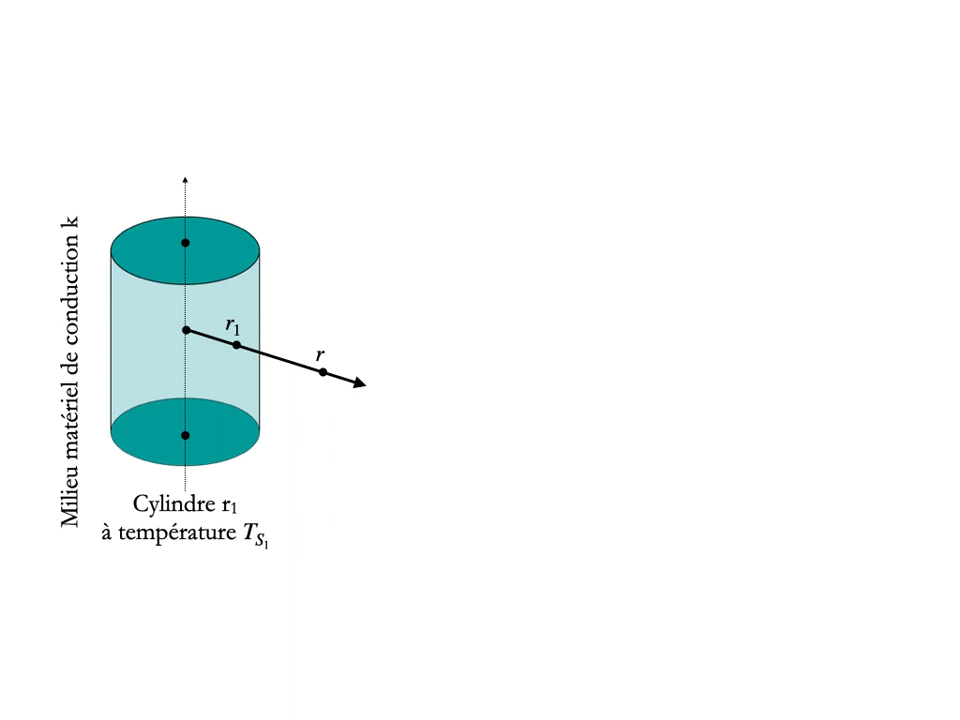 Milieu matériel de conduction k
r1
r
Cylindre r1
à température TS1